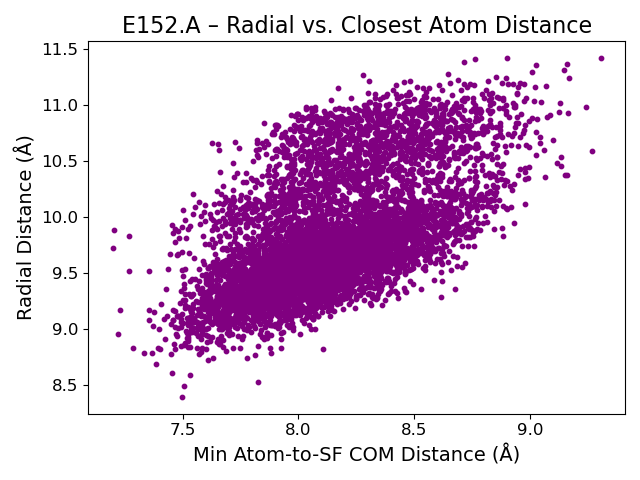 E152.A – Radial vs. Closest Atom Distance
11.5
11.0
10.5
10.0
9.5
9.0
8.5
Radial Distance (Å)
7.5 8.0 8.5 9.0
Min Atom-to-SF COM Distance (Å)